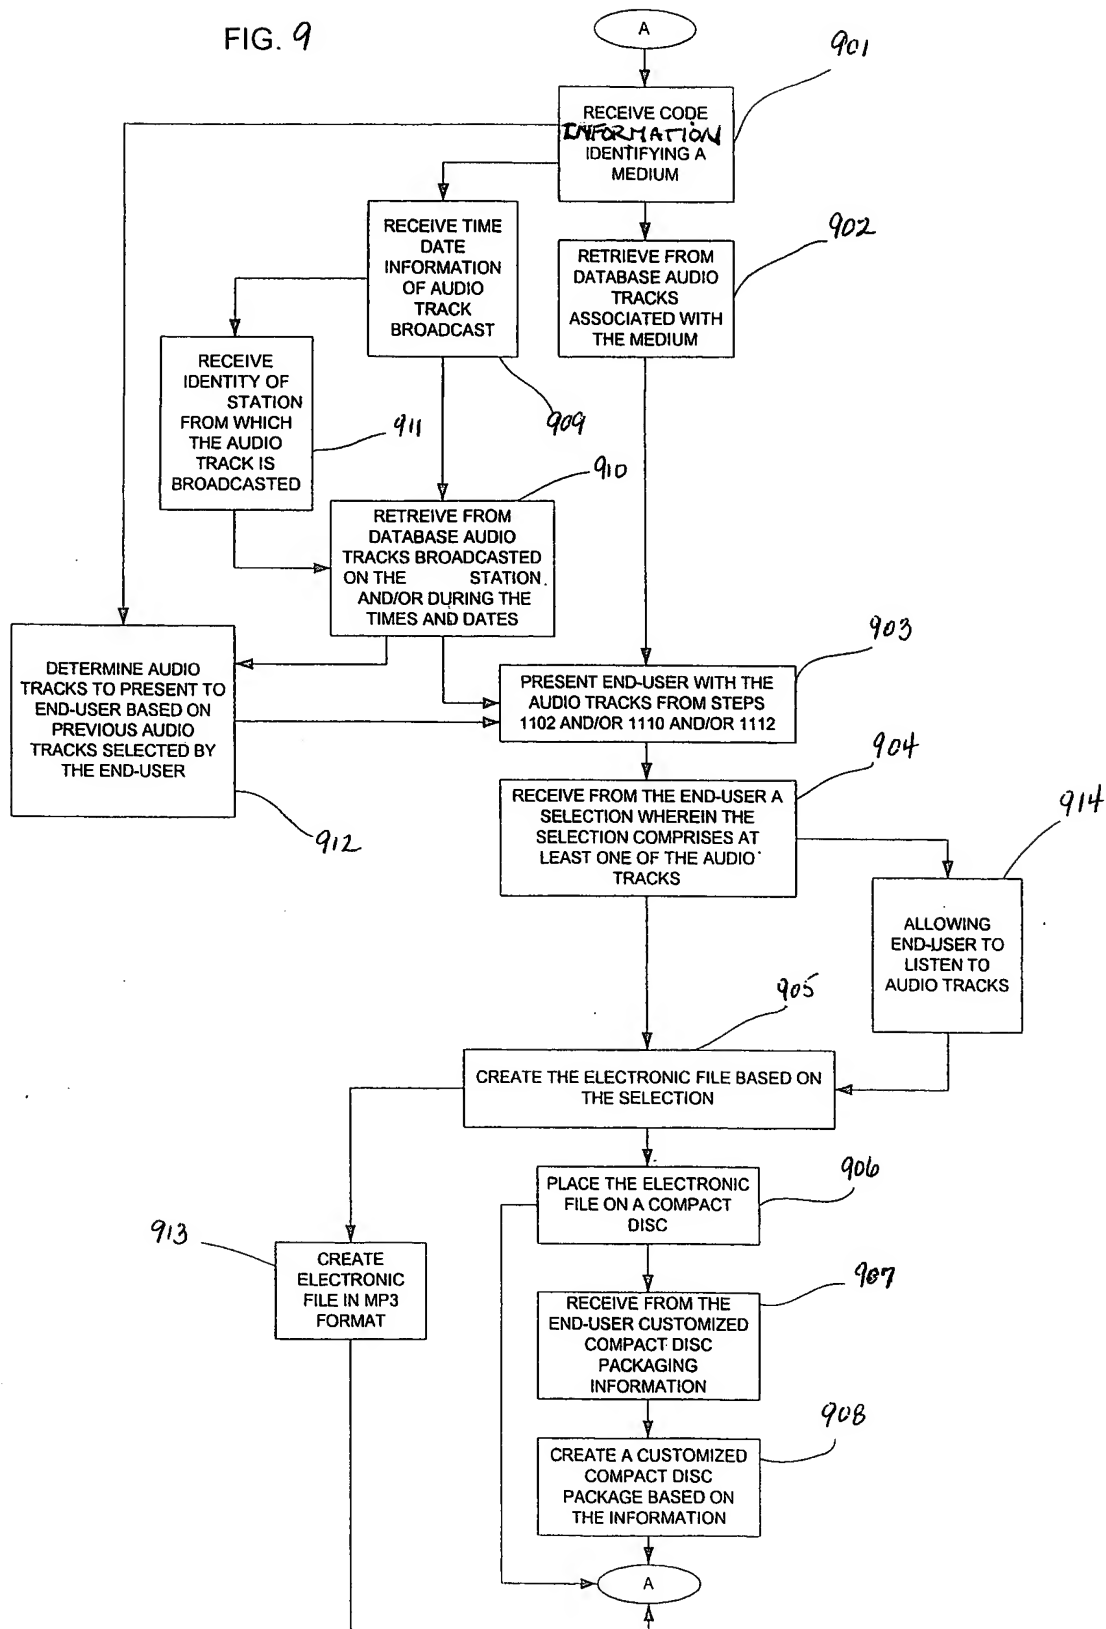 FIG. 9
A
901
RECEIVE CODE
INFORMATION
IDENTIFYING A
MEDIUM
RECEIVE TIME
DATE
INFORMATION
OF AUDIO
TRACK
BROADCAST
909
902
RETRIEVE FROM
DATABASE AUDIO
TRACKS
ASSOCIATED WITH
THE MEDIUM
RECEIVE
IDENTITY OF
STATION
FROM WHICH
THE AUDIO
TRACK IS
BROADCASTED
911
910
RETREIVE FROM
DATABASE AUDIO
TRACKS BROADCASTED
ON THE STATION
AND/OR DURING THE
TIMES AND DATES
DETERMINE AUDIO
TRACKS TO PRESENT TO
END-USER BASED ON
PREVIOUS AUDIO
TRACKS SELECTED BY
THE END-USER
912
903
PRESENT END-USER WITH THE
AUDIO TRACKS FROM STEPS
1102 AND/OR 1110 AND/OR 1112
904
RECEIVE FROM THE END-USER A
SELECTION WHEREIN THE
SELECTION COMPRISES AT
LEAST ONE OF THE AUDIO
TRACKS
914
ALLOWING
END-USER TO
LISTEN TO
AUDIO TRACKS
905
CREATE THE ELECTRONIC FILE BASED ON
THE SELECTION
906
PLACE THE ELECTRONIC
FILE ON A COMPACT
DISC
913
CREATE
ELECTRONIC
FILE IN MP3
FORMAT
907
RECEIVE FROM THE
END-USER CUSTOMIZED
COMPACT DISC
PACKAGING
INFORMATION
908
CREATE A CUSTOMIZED
COMPACT DISC
PACKAGE BASED ON
THE INFORMATION
A